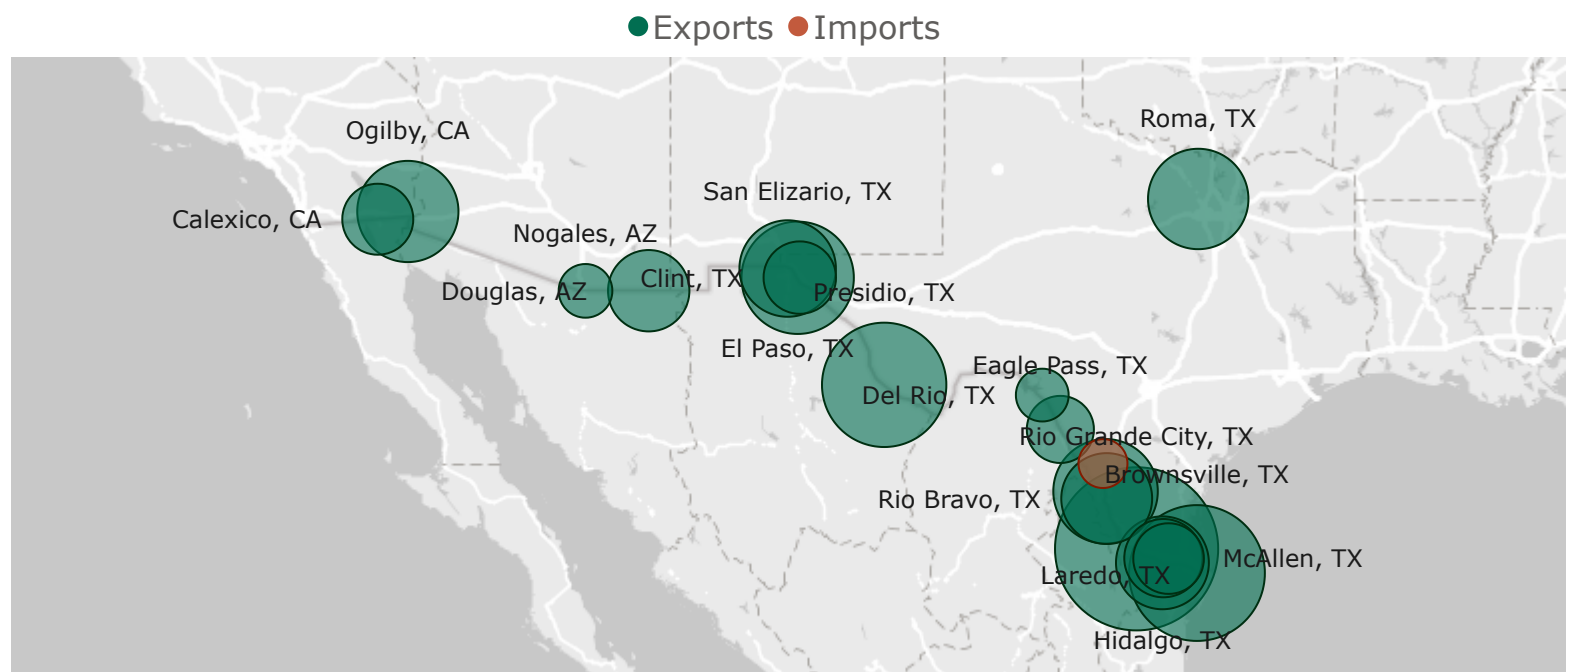 Exports Imports
Roma, TX
Ogilby, CA
San Elizario, TX
Calexico, CA
Nogales, AZ
Clint, TX
Douglas, AZ
Presidio, TX
El Paso, TX
Eagle Pass, TX
Del Rio, TX
Rio Grande City, TX
Brownsville, TX
Rio Bravo, TX
McAllen, TX
Laredo, TX
Hidalgo, TX